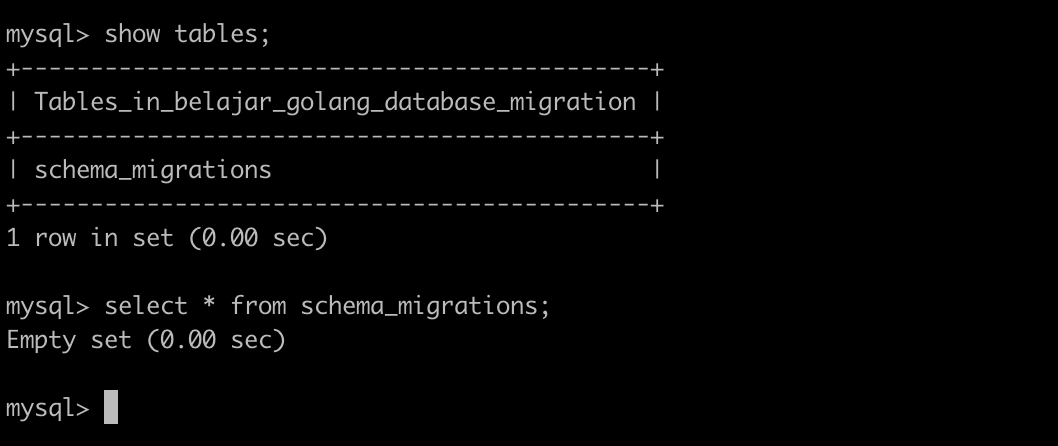 mysql> show tables;
+---------------------------------------------+
| Tables_in_belajar_golang_database_migration |
+---------------------------------------------+
| schema_migrations                           |
+---------------------------------------------+
1 row in set (0.00 sec)
mysql> select * from schema_migrations;
Empty set (0.00 sec)
mysql>